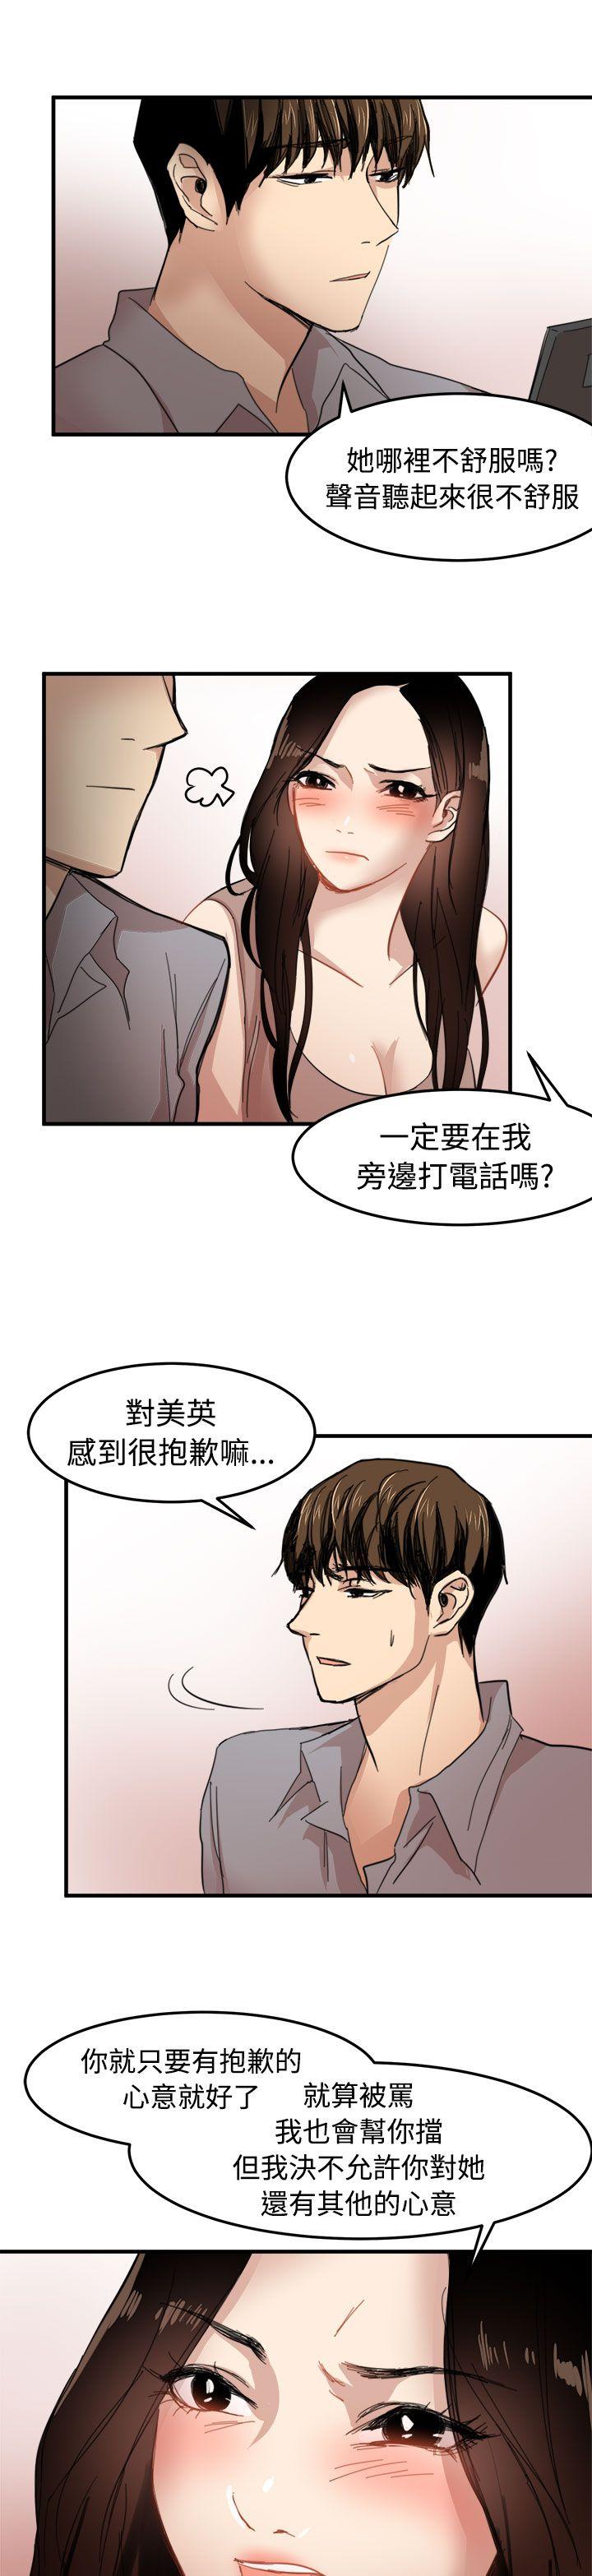 她哪裡不舒服嗎?
聲音聽起來很不舒服
一定要在我
旁邊打電話嗎?
對美英
感到很抱歉嘛...
你就只要有抱歉的
心意就好了
就算被罵
我也會幫你擋
但我決不允許你對她
還有其他的心意